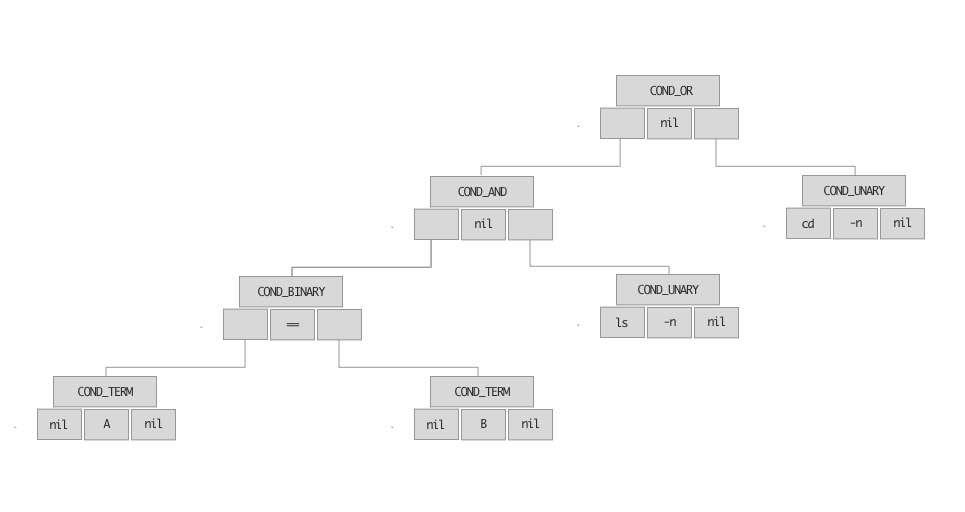 COND_OR
nil
COND_AND
COND_UNARY
nil
cd -n nil
COND_BINARY
COND_UNARY
==
ls -n nil
COND_TERM
COND_TERM
nil A nil
nil B nil